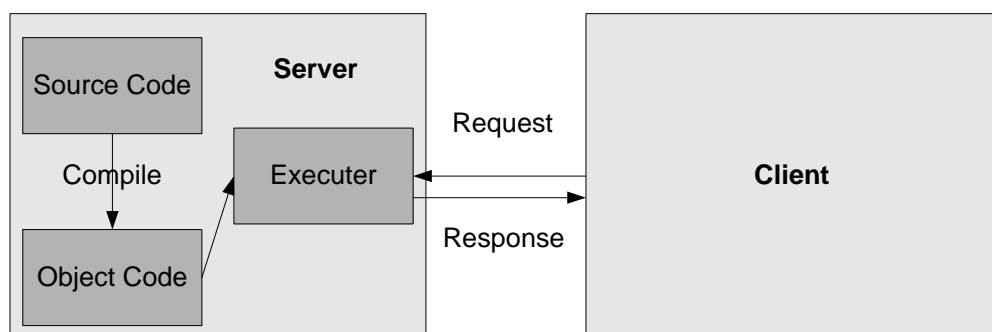 Source Code
Server
Request
Compile
Executer
Client
Response
Object Code